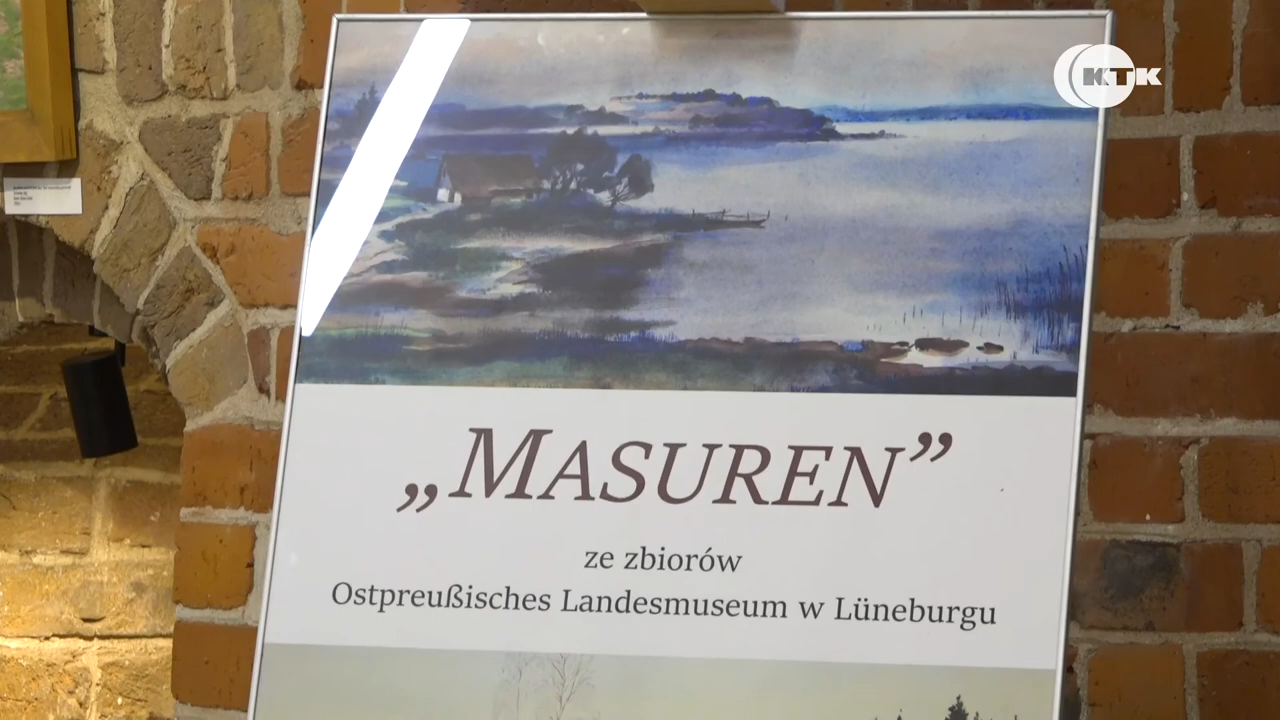 KTK
„MASUREN”
ze zbiorów
Ostpreußisches Landesmuseum w Lüneburgu